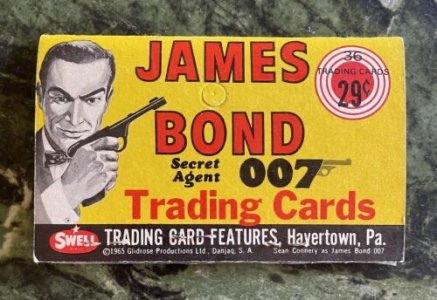 JAMES
BOND
36
TRADING CARDS
29¢
Secret
Agent 007
Trading Cards
SWELL TRADING CARD FEATURES, Havertown, Pa.
©1965 Glidrose Productions Ltd., Danjaq, S. A. Sean Connery as James Bond 007